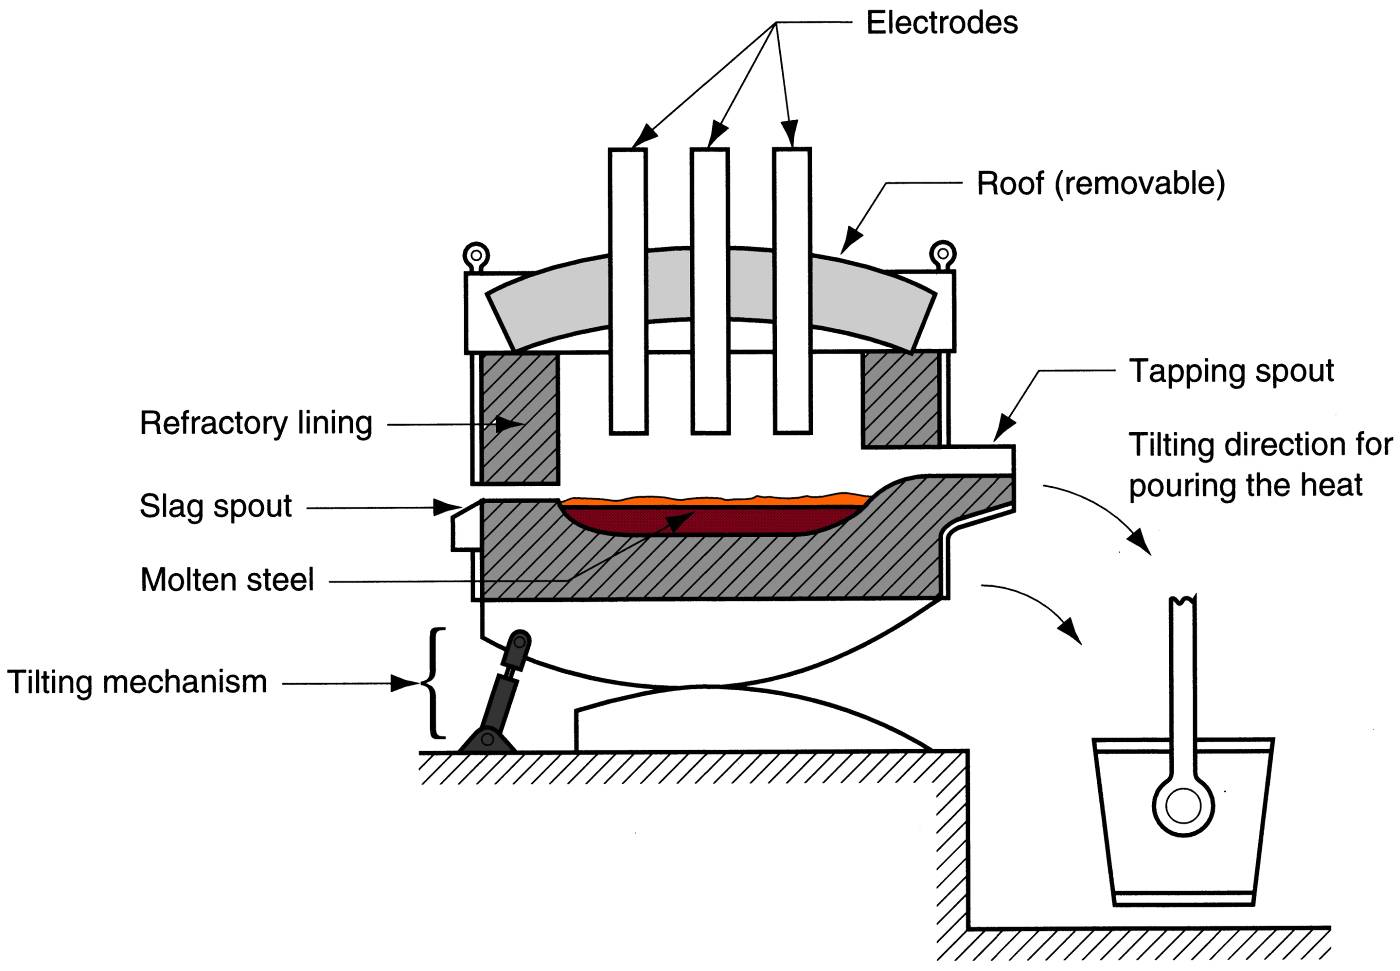 Electrodes
Roof (removable)
Tapping spout
Refractory lining
Tilting direction for
pouring the heat
Slag spout
Molten steel
Tilting mechanism